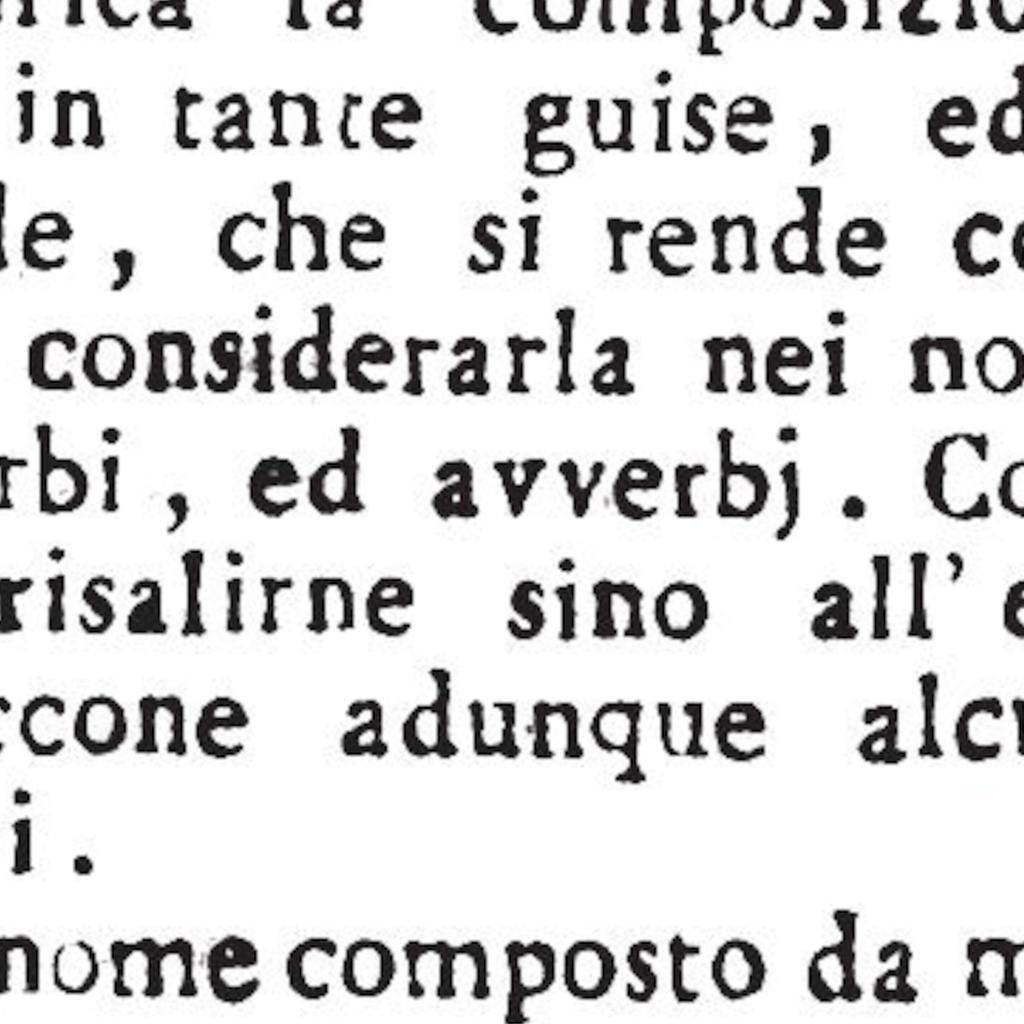 la composizio
in tante guise, ed
le, che si rende co
considerarla nei no
rbi, ed avverbj. Co
risalirne sino all' e
ccone adunque alcu
i.
nome composto da m